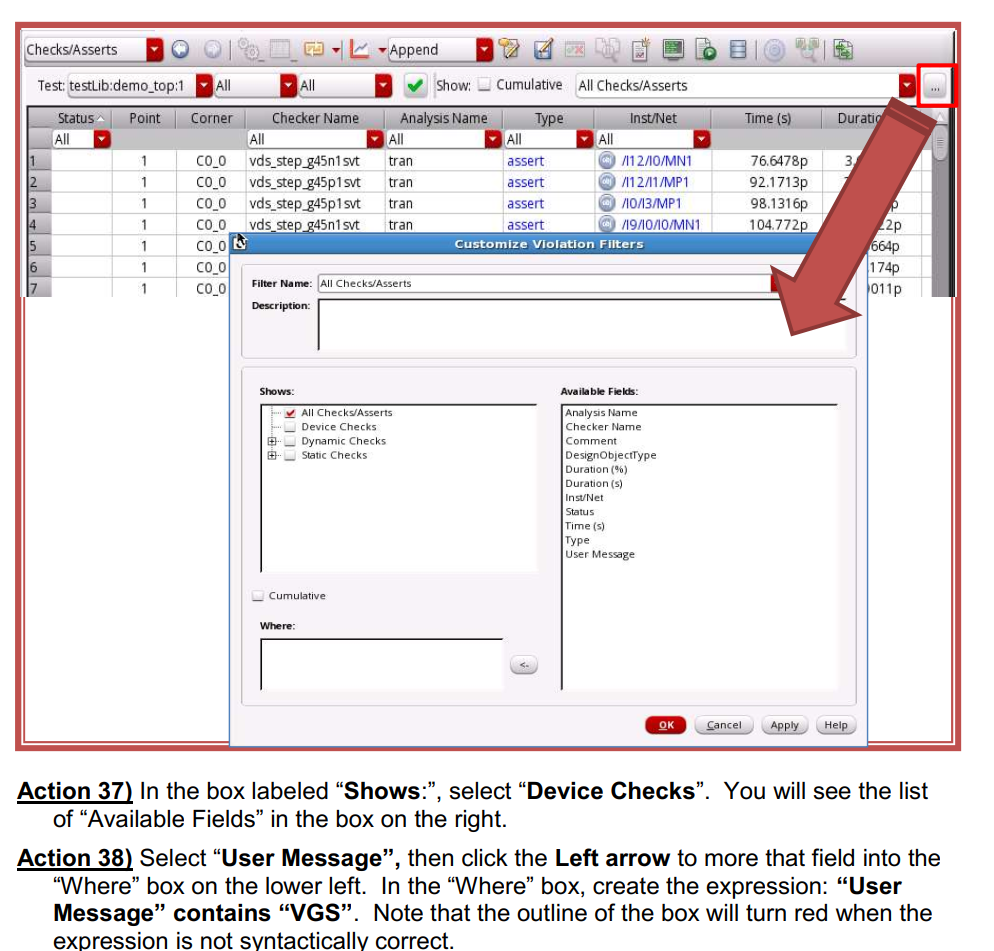 Checks/Asserts Append
Test: testLib:demo_top:1 All All Show: Cumulative All Checks/Asserts ...
Status Point Corner Checker Name Analysis Name Type Inst/Net Time (s)
All All All All All
1 1 C0_0 vds_step_g45n1svt tran assert /I12/I0/MN1 76.6478p
2 1 C0_0 vds_step_g45p1svt tran assert /I12/I1/MP1 92.1713p
3 1 C0_0 vds_step_g45p1svt tran assert /I0/I3/MP1 98.1316p
4 1 C0_0 vds_step_g45n1svt tran assert /I9/I0/I0/MN1 104.772p
5 1 C0_0
6 1 C0_0
7 1 C0_0
Customize Violation Filters
Filter Name: All Checks/Asserts
Description:
Shows:
All Checks/Asserts
Device Checks
Dynamic Checks
Static Checks
Available Fields:
Analysis Name
Checker Name
Comment
DesignObjectType
Duration (%)
Duration (s)
Inst/Net
Status
Time (s)
Type
User Message
Cumulative
Where:
<-
OK Cancel Apply Help
Action 37) In the box labeled “Shows:”, select “Device Checks”. You will see the list
of “Available Fields” in the box on the right.
Action 38) Select “User Message”, then click the Left arrow to more that field into the
“Where” box on the lower left. In the “Where” box, create the expression: “User
Message” contains “VGS”. Note that the outline of the box will turn red when the
expression is not syntactically correct.